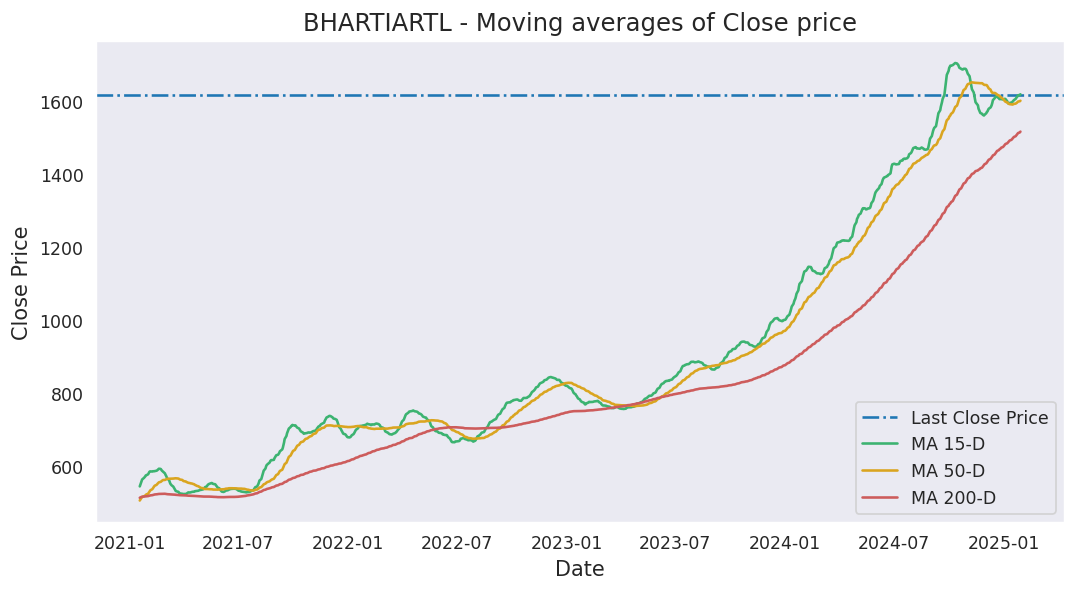 BHARTIARTL - Moving averages of Close price
Close Price
1600
1400
1200
1000
800
600
Last Close Price
MA 15-D
MA 50-D
MA 200-D
2021-01 2021-07 2022-01 2022-07 2023-01 2023-07 2024-01 2024-07 2025-01
Date